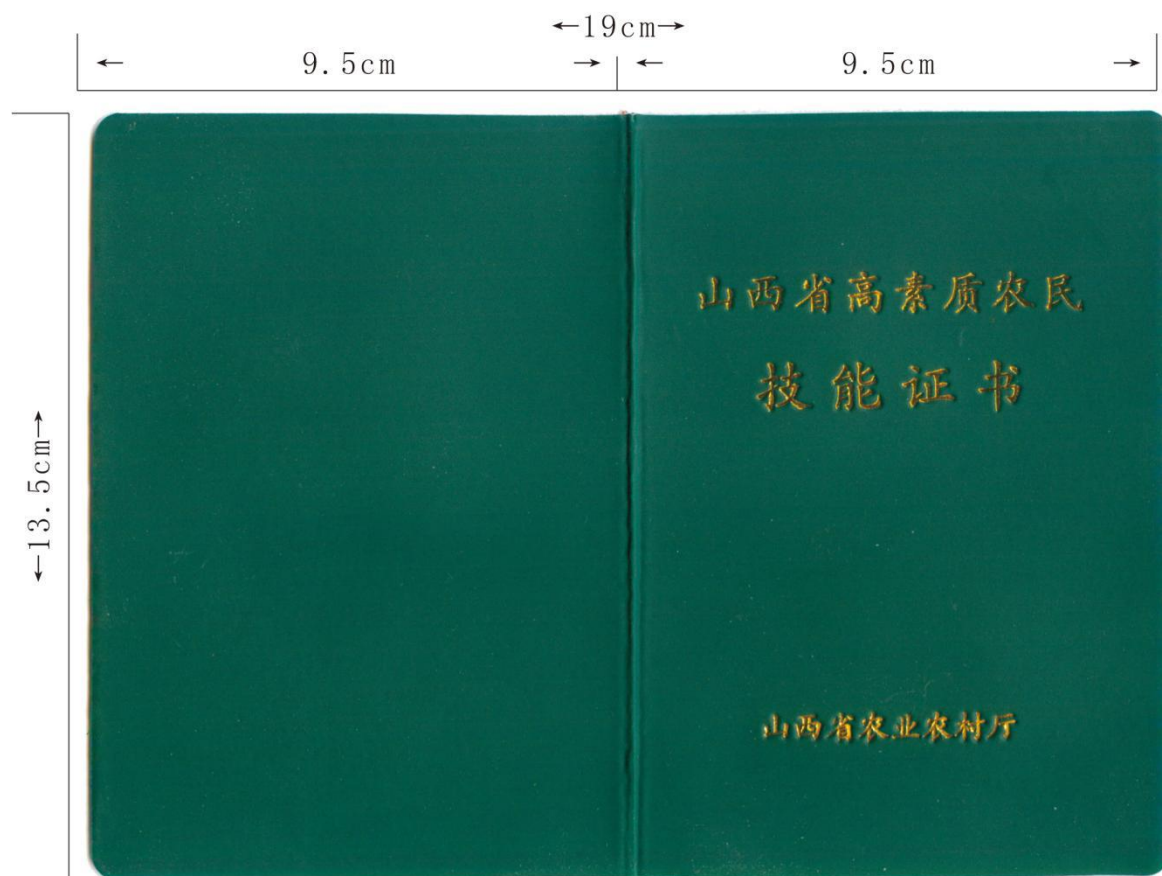 ←19cm→
← 9.5cm → ← 9.5cm →
←13.5cm→
山西省高素质农民
技能证书
山西省农业农村厅